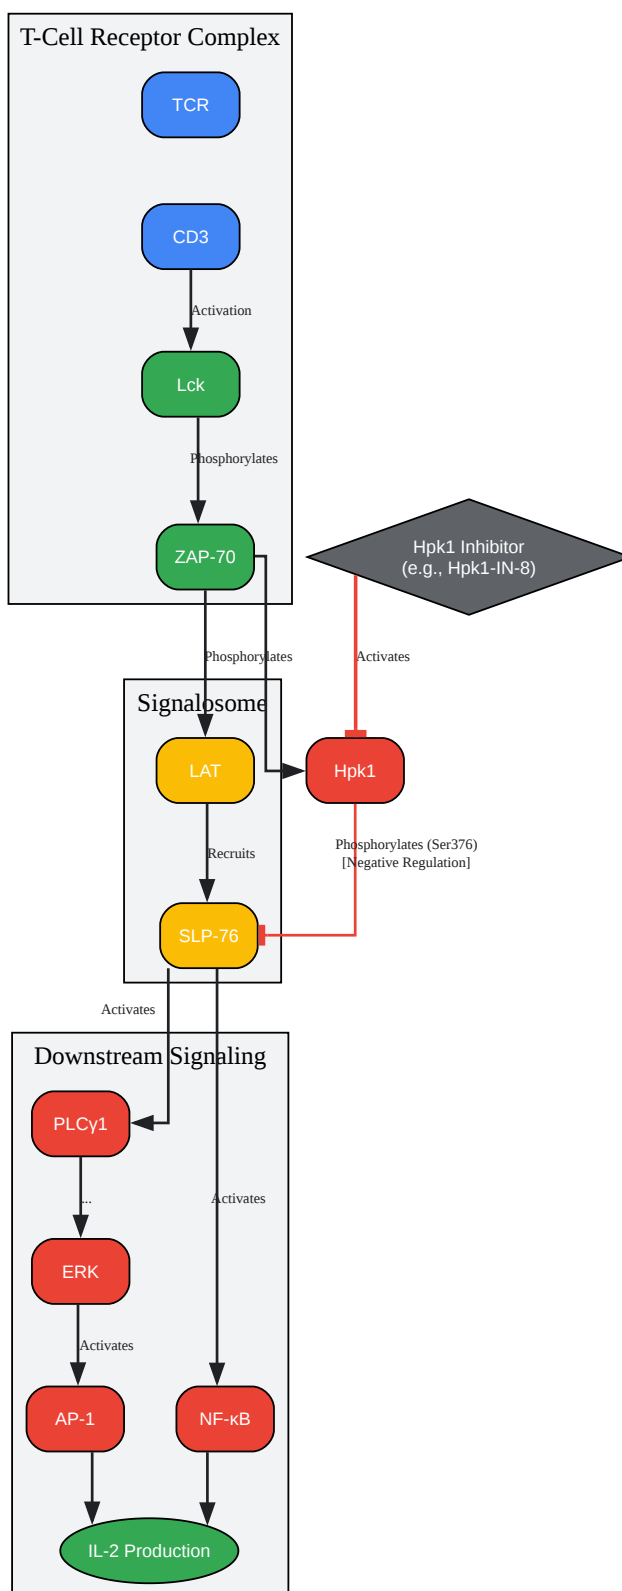 T-Cell Receptor Complex
TCR
CD3
Activation
Lck
Phosphorylates
ZAP-70
Hpk1 Inhibitor
(e.g., Hpk1-IN-8)
Phosphorylates
Activates
Signalosome
LAT
Hpk1
Recruits
Phosphorylates (Ser376)
[Negative Regulation]
SLP-76
Activates
Downstream Signaling
PLCγ1
...
Activates
ERK
Activates
AP-1
NF-κB
IL-2 Production